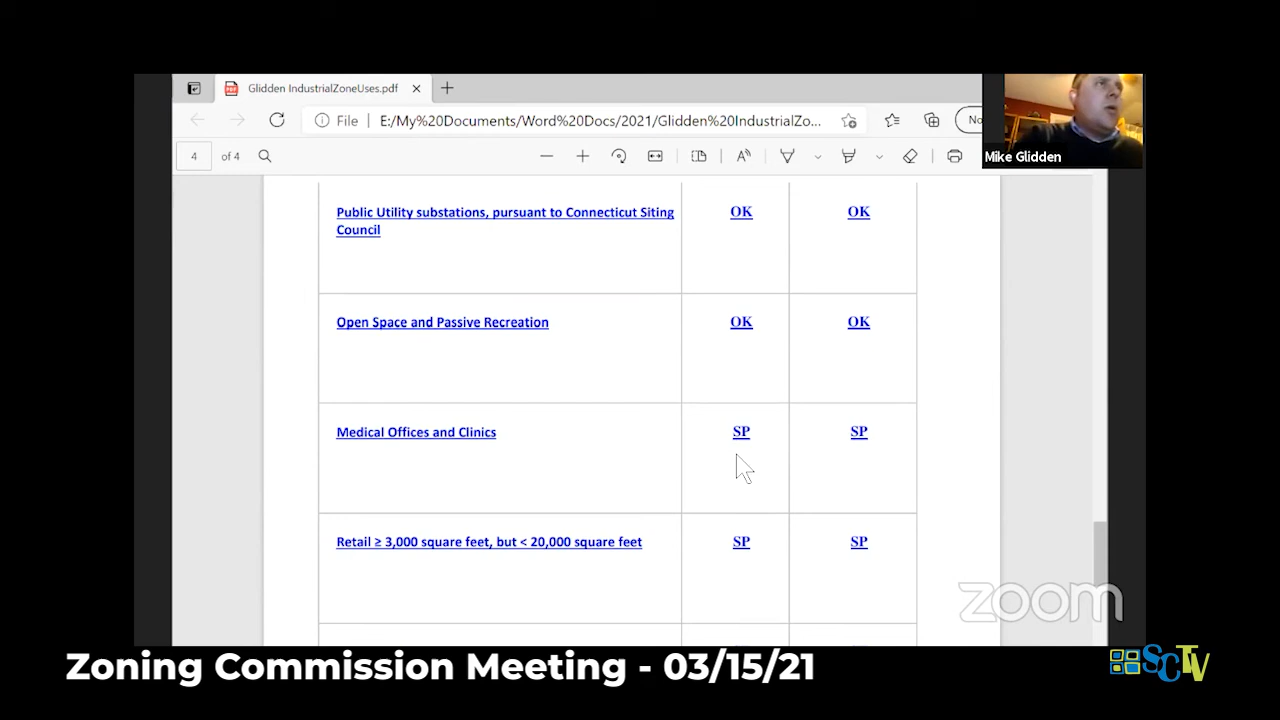 Glidden IndustrialZoneUses.pdf
File | E:/My%20Documents/Word%20Docs/2021/Glidden%20IndustrialZo...
No
4 of 4
Mike Glidden
Public Utility substations, pursuant to Connecticut Siting
Council
OK OK
Open Space and Passive Recreation OK OK
Medical Offices and Clinics SP SP
Retail ≥ 3,000 square feet, but < 20,000 square feet SP SP
zoom
Zoning Commission Meeting - 03/15/21
SCTV